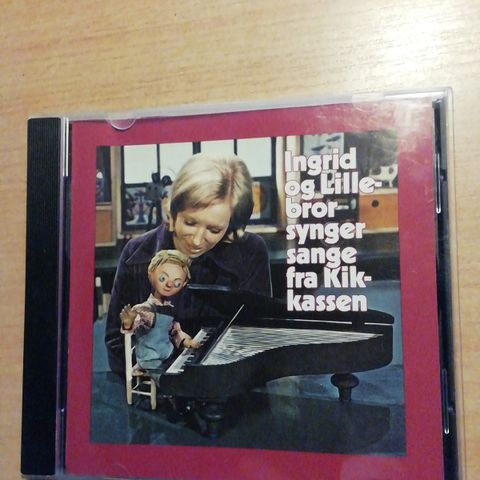 Ingrid
og Lille-
bror
synger
sange
fra Kik-
kassen